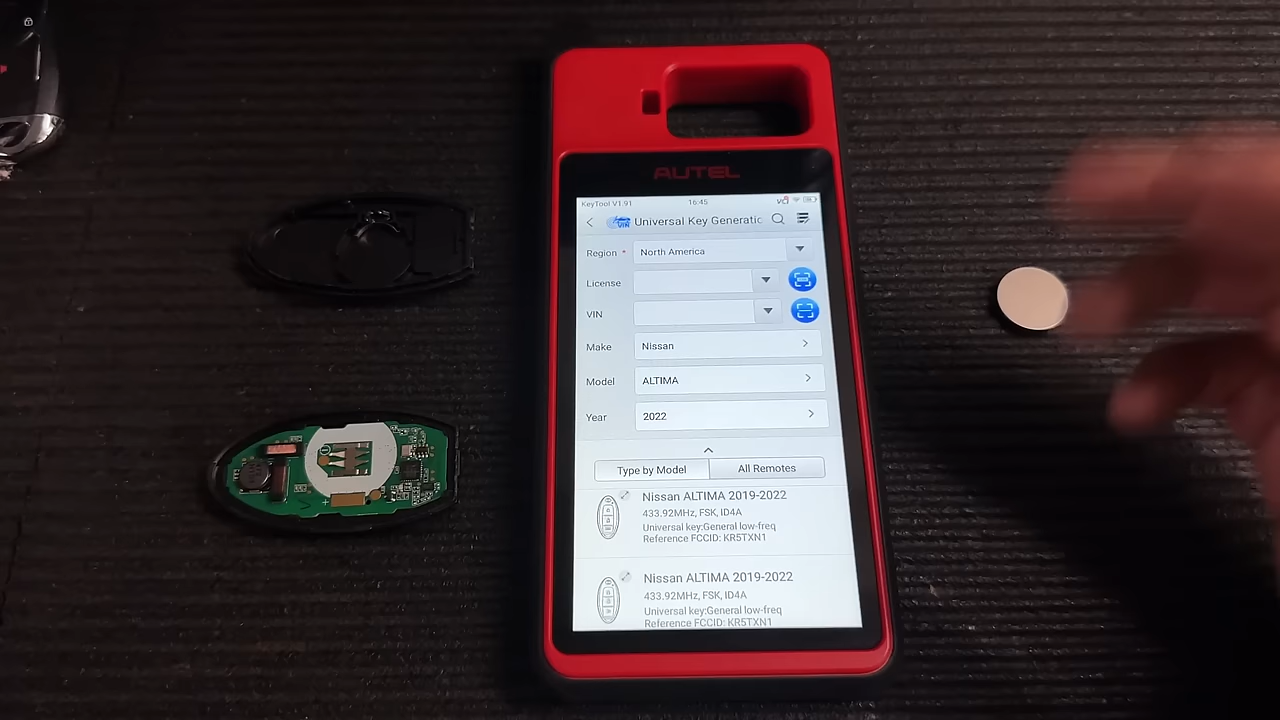 AUTEL
KeyTool V1.91 16:45 VCI
VIN Universal Key Generatic
Region * North America
License
VIN
Make Nissan
Model ALTIMA
Year 2022
Type by Model All Remotes
Nissan ALTIMA 2019-2022
433.92MHz, FSK, ID4A
Universal key:General low-freq
Reference FCCID: KR5TXN1
Nissan ALTIMA 2019-2022
433.92MHz, FSK, ID4A
Universal key:General low-freq
Reference FCCID: KR5TXN1